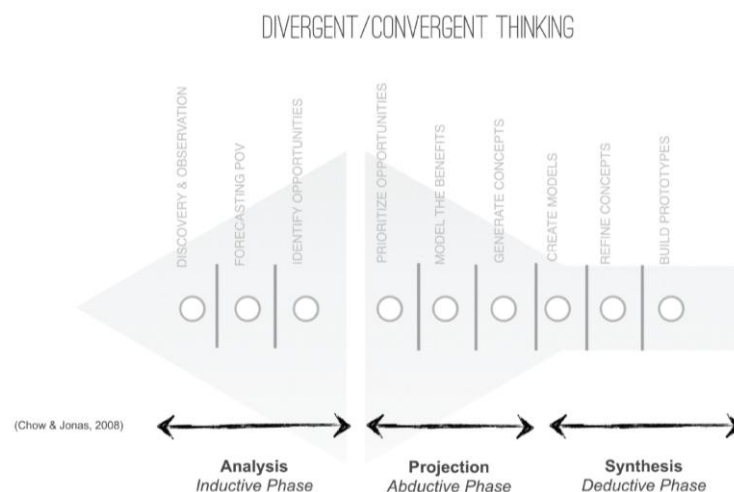 DIVERGENT/CONVERGENT THINKING
DISCOVERY & OBSERVATION
FORECASTING POV
IDENTIFY OPPORTUNITIES
PRIORITIZE OPPORTUNITIES
MODEL THE BENEFITS
GENERATE CONCEPTS
CREATE MODELS
REFINE CONCEPTS
BUILD PROTOTYPES
(Chow & Jonas, 2008)
Analysis
Inductive Phase
Projection
Abductive Phase
Synthesis
Deductive Phase